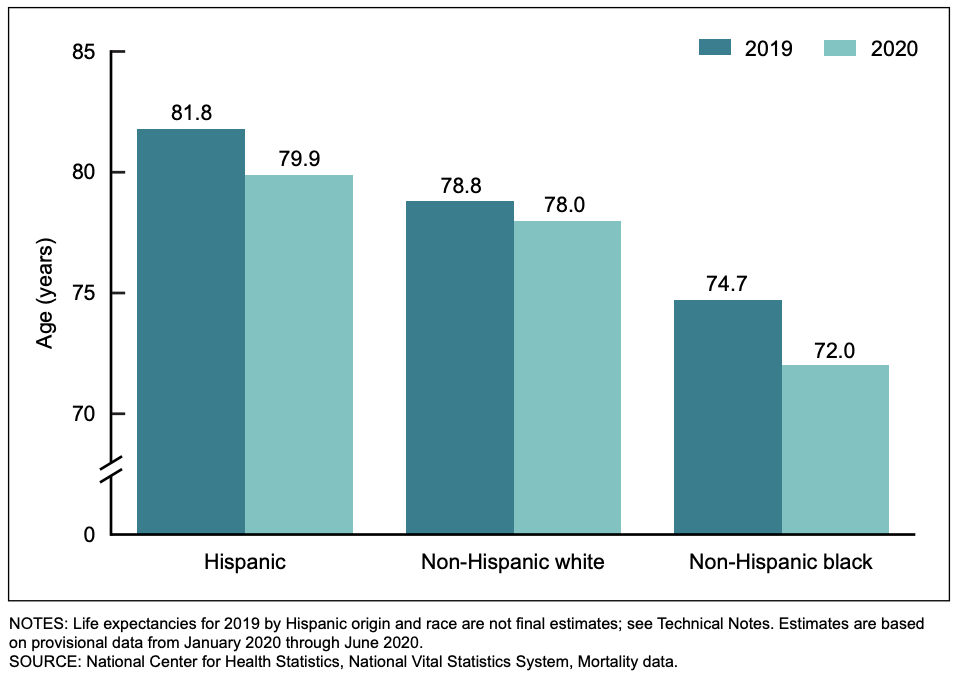 85
2019
2020
81.8
80
79.9
78.8
78.0
75
74.7
72.0
Age (years)
70
0
Hispanic
Non-Hispanic white
Non-Hispanic black
NOTES: Life expectancies for 2019 by Hispanic origin and race are not final estimates; see Technical Notes. Estimates are based
on provisional data from January 2020 through June 2020.
SOURCE: National Center for Health Statistics, National Vital Statistics System, Mortality data.